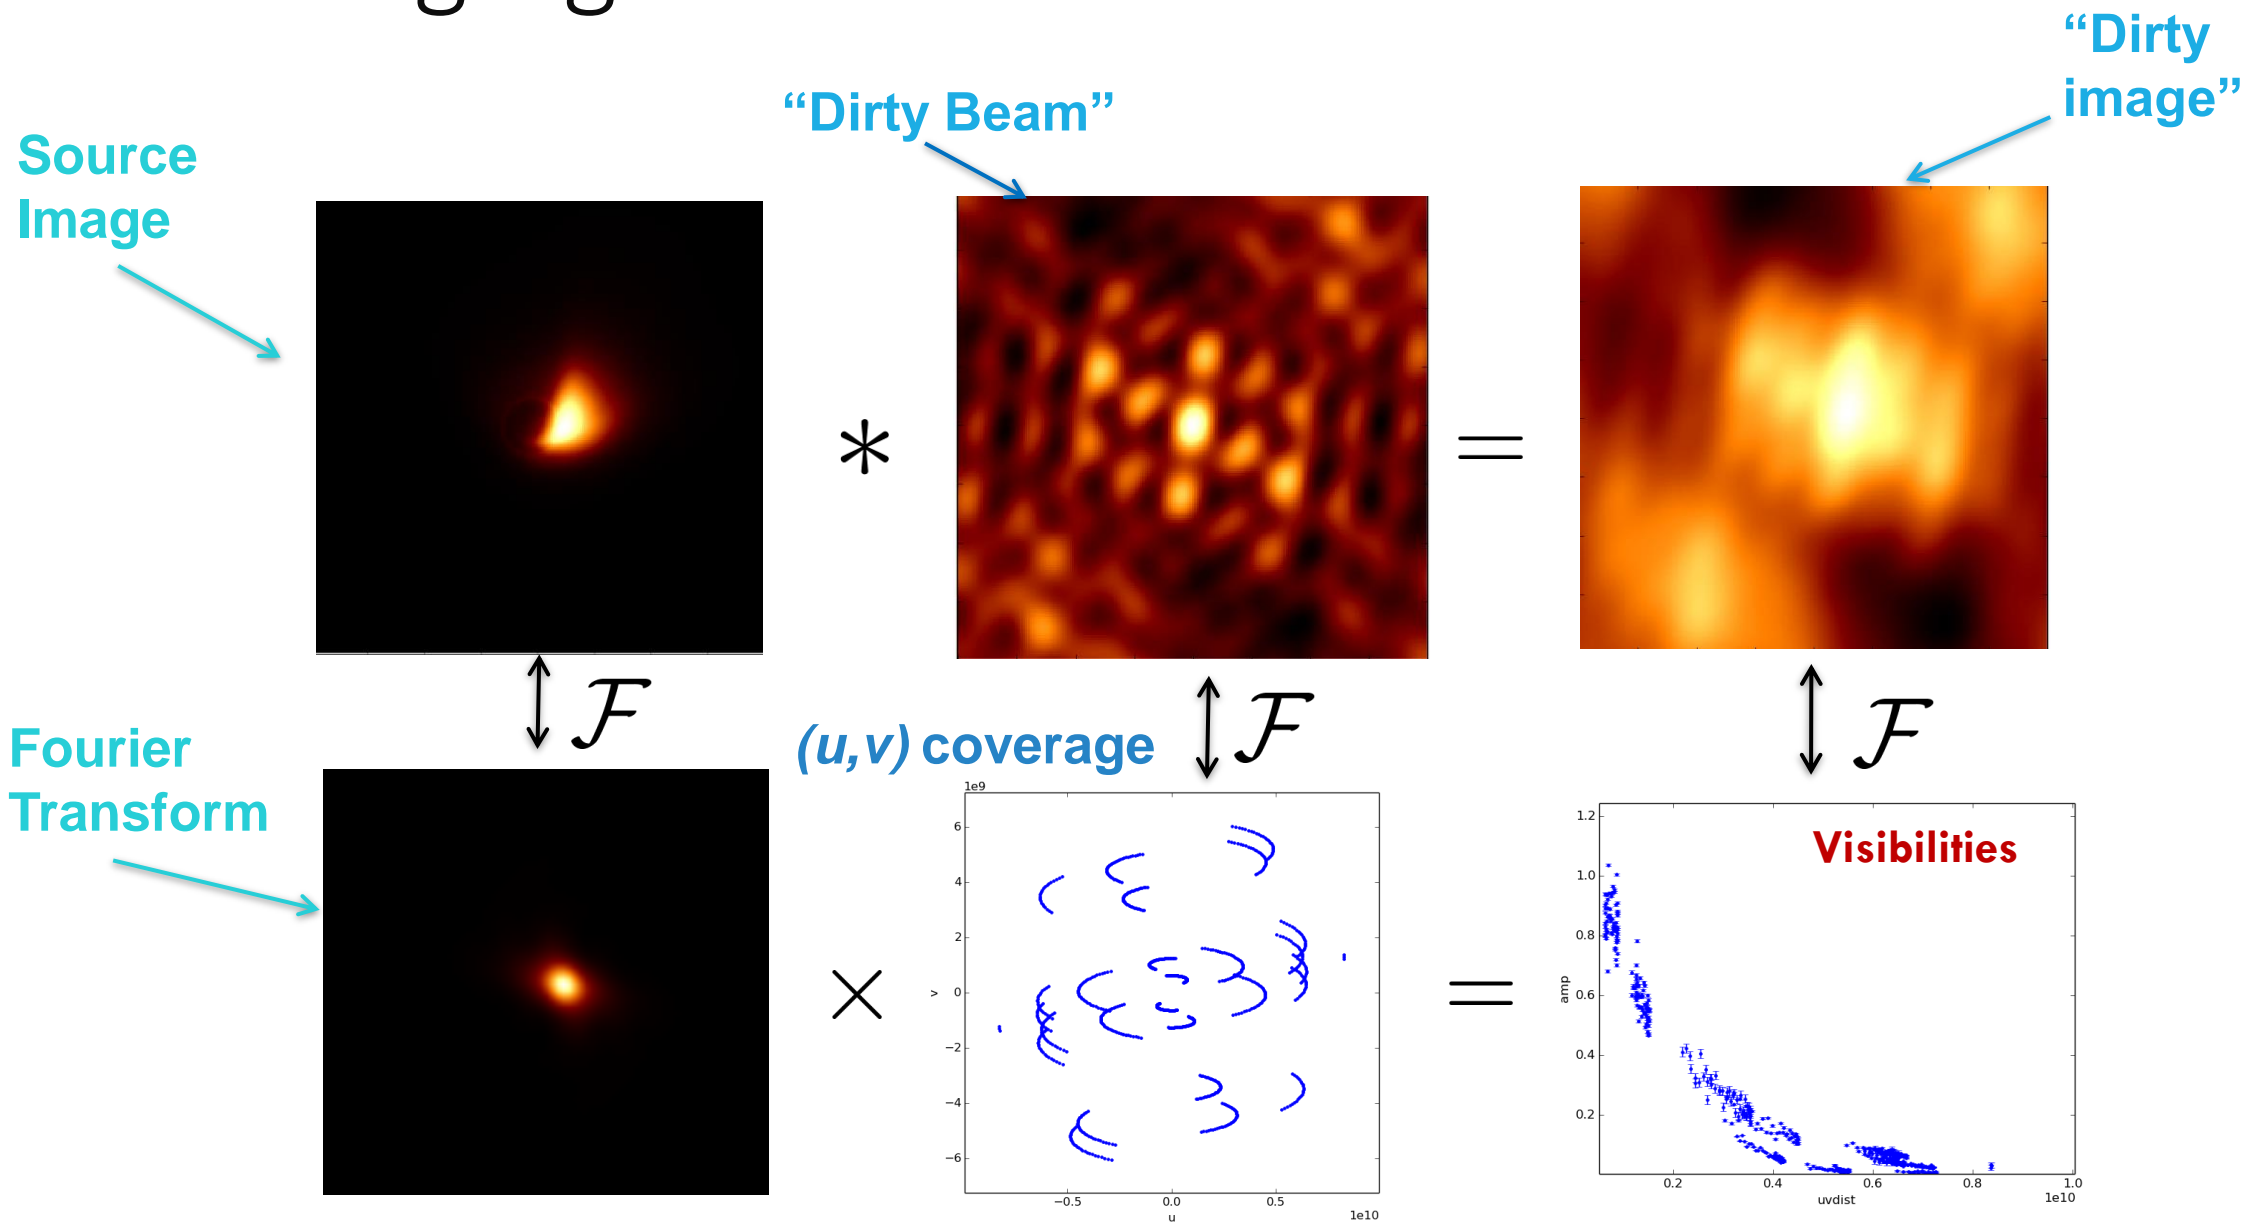 “Dirty
image”
“Dirty Beam”
Source
Image
*
=
ℱ
ℱ
ℱ
Fourier
Transform
(u,v) coverage
×
=
1e9
6
4
2
0
−2
−4
−6
v
−0.5 0.0 0.5
1e10
u
Visibilities
1.2
1.0
0.8
0.6
0.4
0.2
amp
0.2 0.4 0.6 0.8 1.0
1e10
uvdist